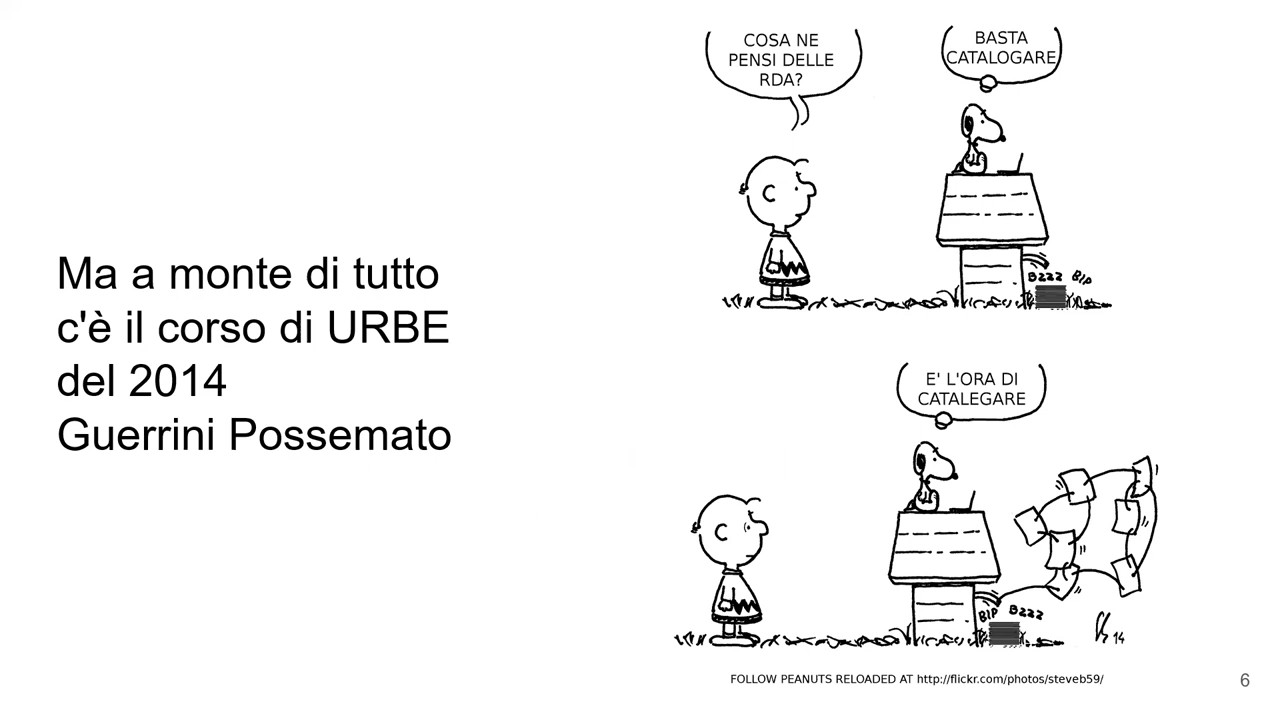 Ma a monte di tutto
c'è il corso di URBE
del 2014
Guerrini Possemato
COSA NE
PENSI DELLE
RDA?
BASTA
CATALOGARE
BZZZ BIP
E' L'ORA DI
CATALEGARE
BIP BZZZ
14
FOLLOW PEANUTS RELOADED AT http://flickr.com/photos/steveb59/
6